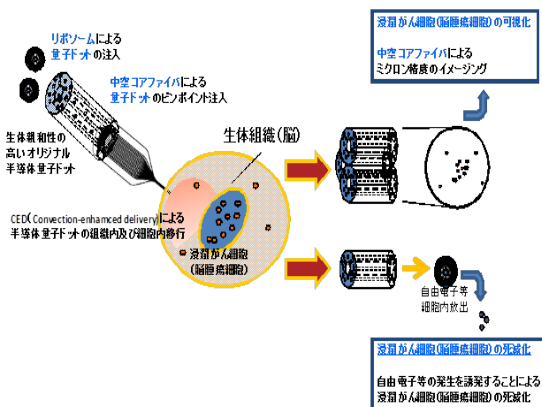 リポソームによる
量子ドットの注入
中空コアファイバによる
量子ドットのピンポイント注入
生体親和性の
高いオリジナル
半導体量子ドット
生体組織(脳)
CED(Convection-enhamced delivery)による
半導体量子ドットの組織内及び細胞内移行
浸潤がん細胞
(脳腫瘍細胞)
浸潤がん細胞(脳腫瘍細胞)の可視化
中空コアファイバによる
ミクロン精度のイメージング
自由電子等
細胞内放出
浸潤がん細胞(脳腫瘍細胞)の死滅化
自由電子等の発生を誘発することによる
浸潤がん細胞(脳腫瘍細胞)の死滅化